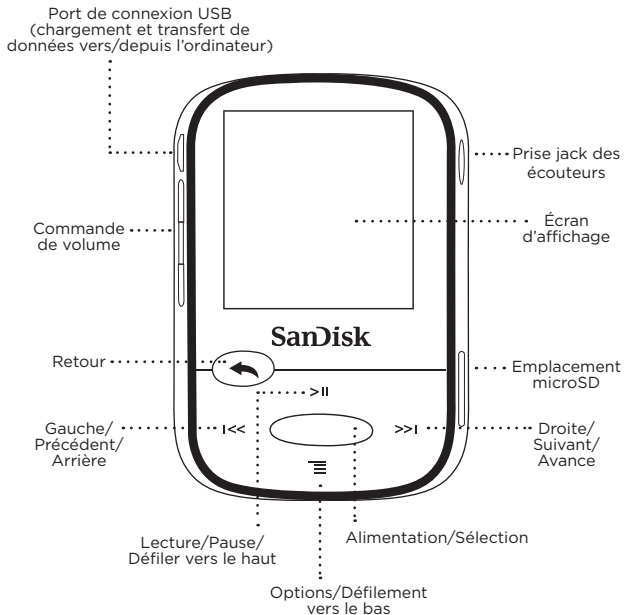 Port de connexion USB
(chargement et transfert de
données vers/depuis l'ordinateur)
Prise jack des
écouteurs
Commande
de volume
Écran
d'affichage
SanDisk
Retour
Emplacement
microSD
>II
Gauche/
Précédent/
Arrière
I<<
>>I
Droite/
Suivant/
Avance
Lecture/Pause/
Défiler vers le haut
Alimentation/Sélection
Options/Défilement
vers le bas